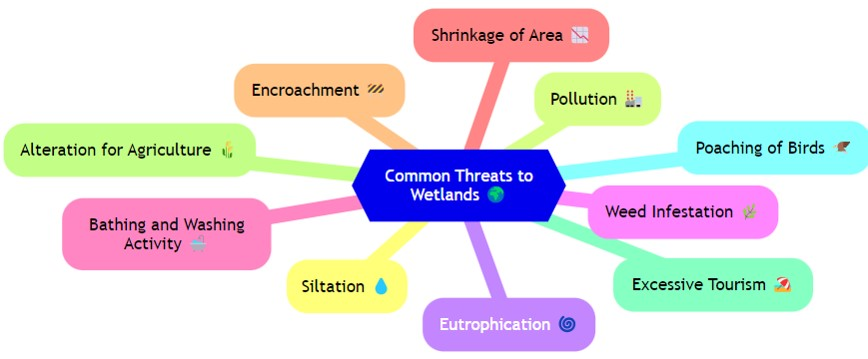 Shrinkage of Area
Encroachment
Pollution
Alteration for Agriculture
Poaching of Birds
Common Threats to
Wetlands
Bathing and Washing
Activity
Weed Infestation
Siltation
Excessive Tourism
Eutrophication